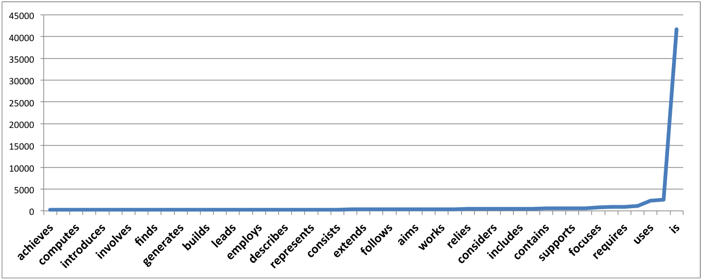 45000
40000
35000
30000
25000
20000
15000
10000
5000
0
achieves
computes
introduces
involves
finds
generates
builds
leads
employs
describes
represents
consists
extends
follows
aims
works
relies
considers
includes
contains
supports
focuses
requires
uses
is